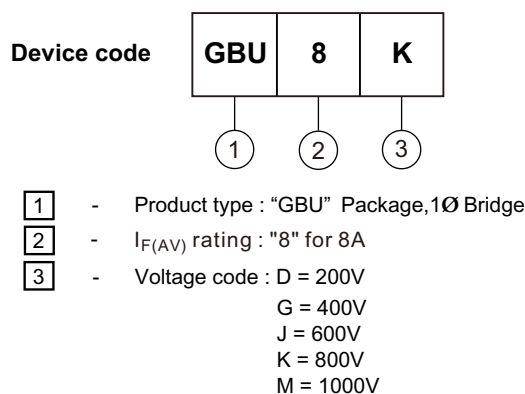 Device code GBU 8 K
1 2 3
1 - Product type : “GBU” Package,1Ø Bridge
2 - IF(AV) rating : "8" for 8A
3 - Voltage code : D = 200V
G = 400V
J = 600V
K = 800V
M = 1000V